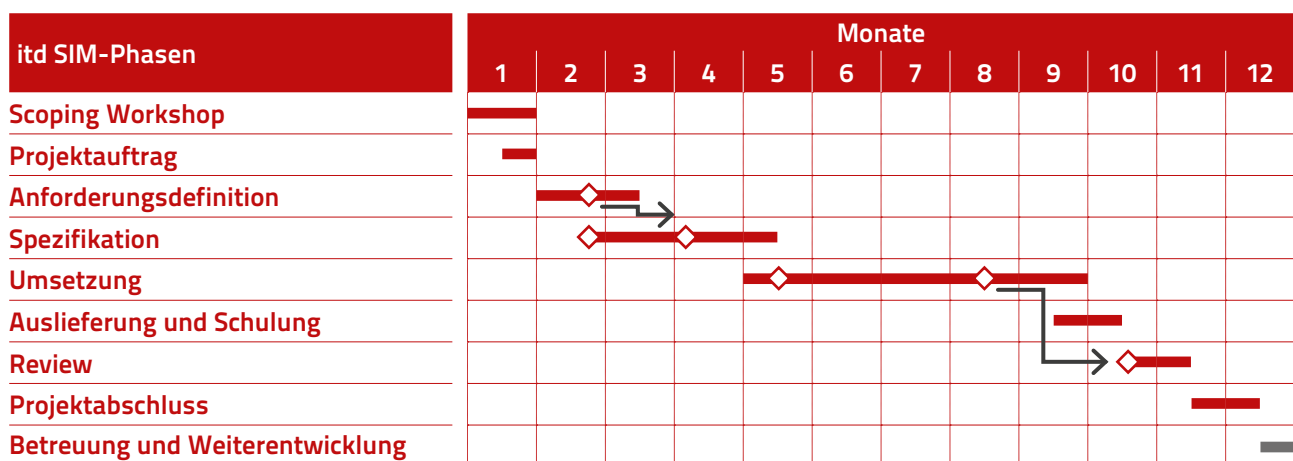 itd SIM-Phasen
Monate
1 2 3 4 5 6 7 8 9 10 11 12
Scoping Workshop
Projektauftrag
Anforderungsdefinition
Spezifikation
Umsetzung
Auslieferung und Schulung
Review
Projektabschluss
Betreuung und Weiterentwicklung